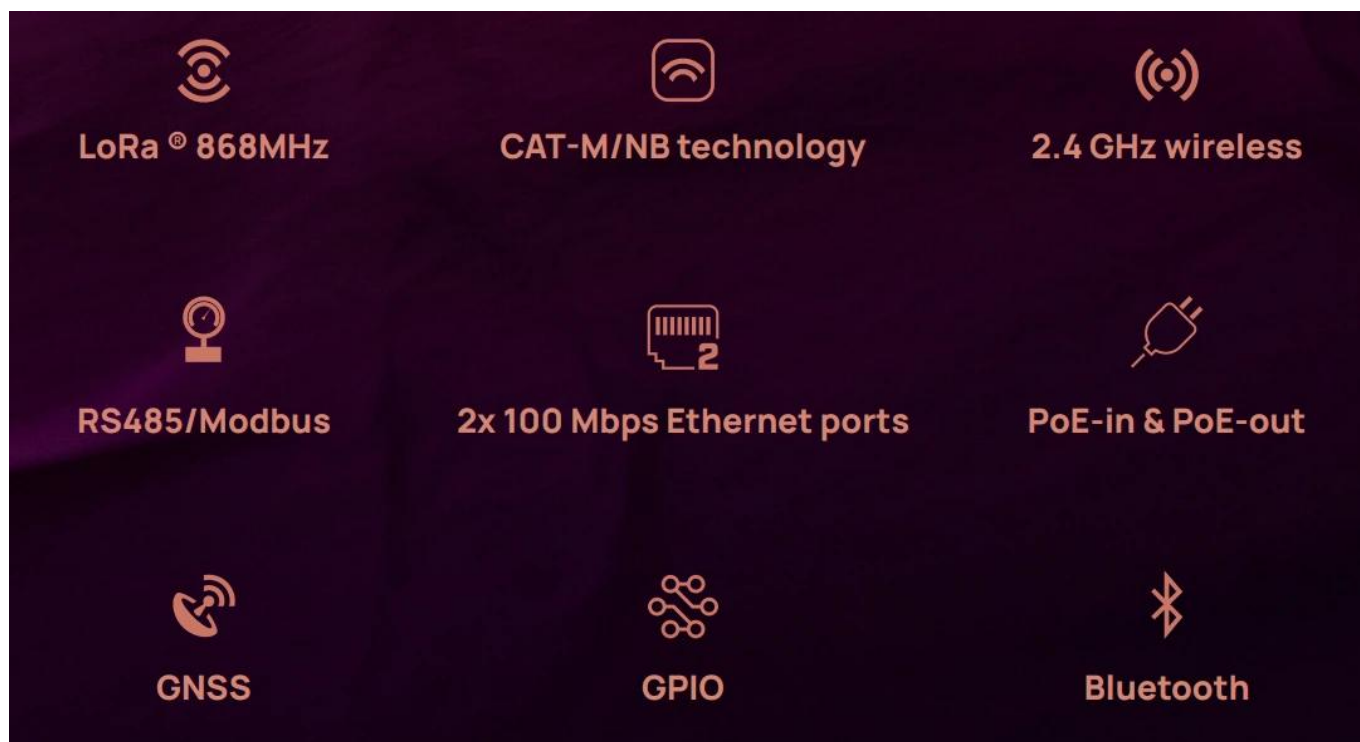 LoRa ® 868MHz
CAT-M/NB technology
2.4 GHz wireless
RS485/Modbus
2
2x 100 Mbps Ethernet ports
PoE-in & PoE-out
GNSS
GPIO
Bluetooth